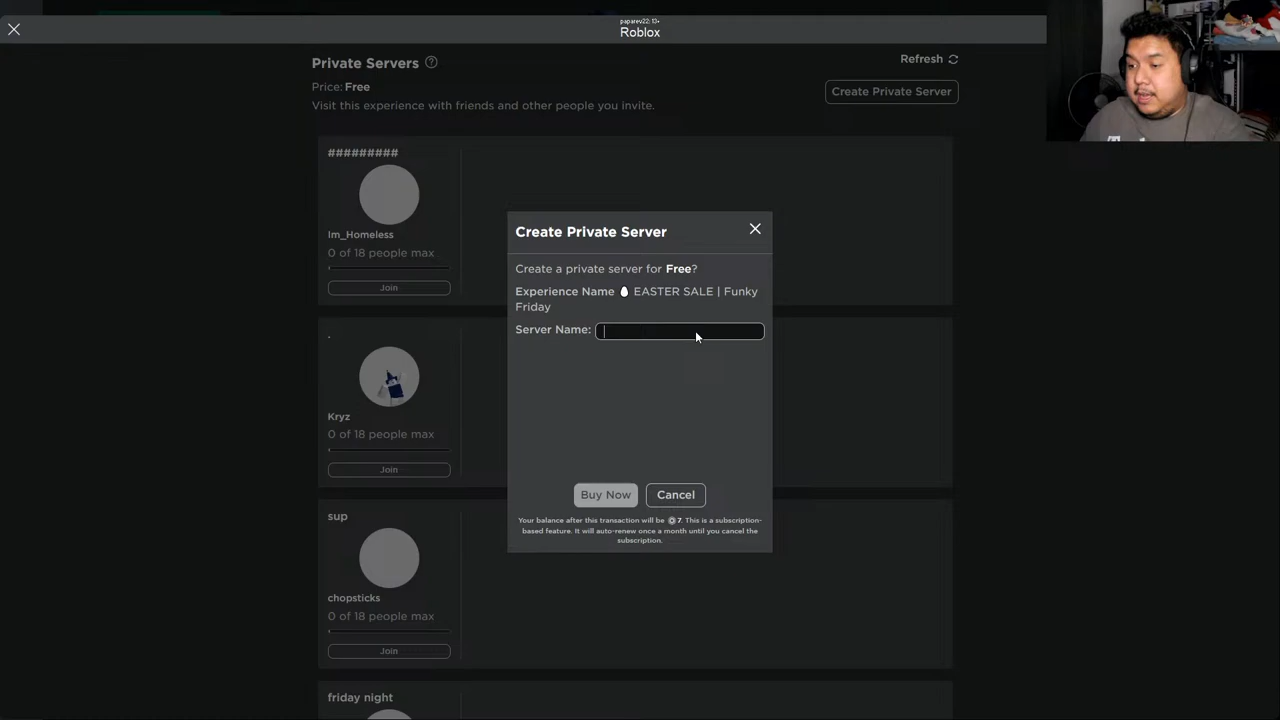 paparev22: 13+
Roblox
Private Servers
Refresh
Price: Free
Create Private Server
Visit this experience with friends and other people you invite.
#########
Im_Homeless
0 of 18 people max
Join
.
Kryz
0 of 18 people max
Join
sup
chopsticks
0 of 18 people max
Join
friday night
Create Private Server
Create a private server for Free?
Experience Name EASTER SALE | Funky
Friday
Server Name:
Buy Now
Cancel
Your balance after this transaction will be 7. This is a subscription-
based feature. It will auto-renew once a month until you cancel the
subscription.